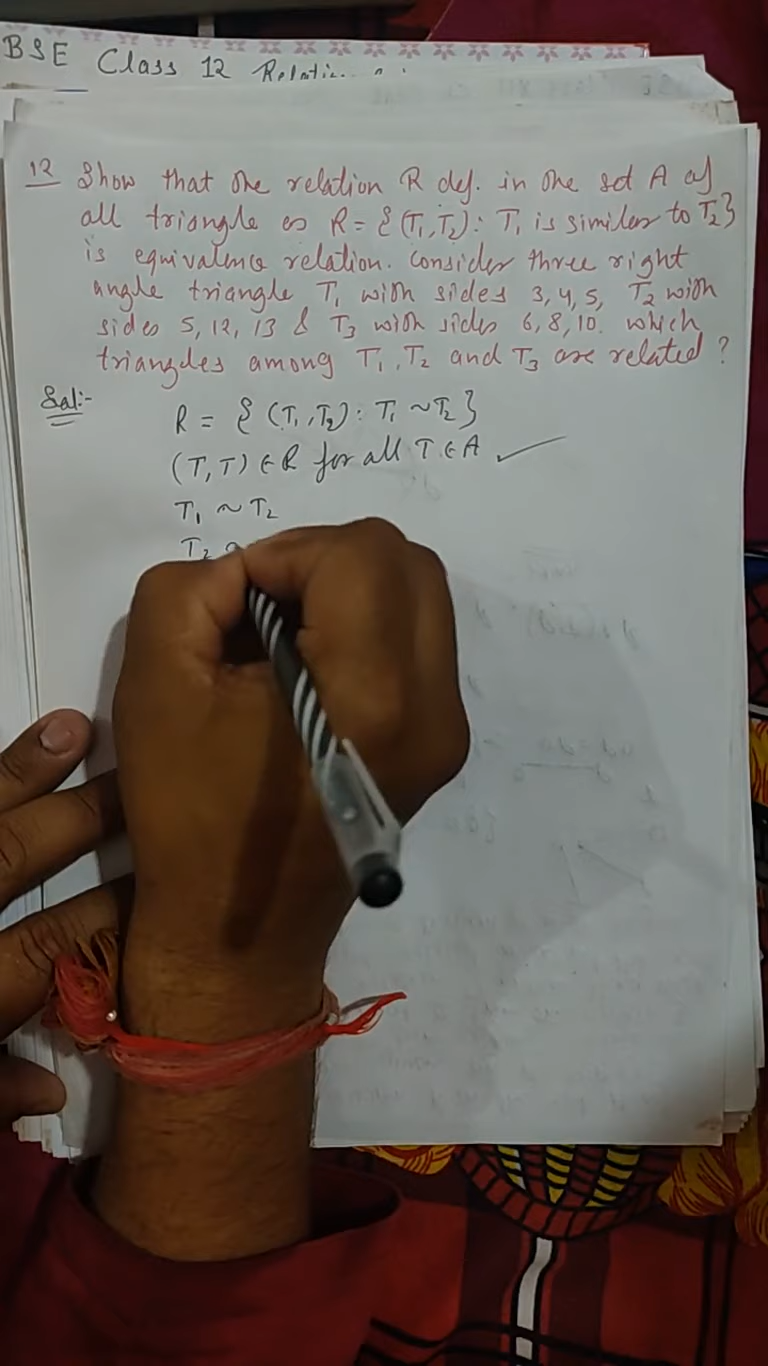 BSE Class 12 Relati
12 Show that the relation R def. in the set A of
all triangle as R = {(T₁, T₂): T₁ is similar to T₂}
is equivalence relation. Consider three right
angle triangle T₁ with sides 3, 4, 5, T₂ with
sides 5, 12, 13 & T₃ with sides 6, 8, 10. which
triangles among T₁, T₂ and T₃ are related?
Sol:-
R = {(T₁, T₂): T₁ ~ T₂}
(T, T) ∈ R for all T ∈ A ✓
T₁ ~ T₂
T₂